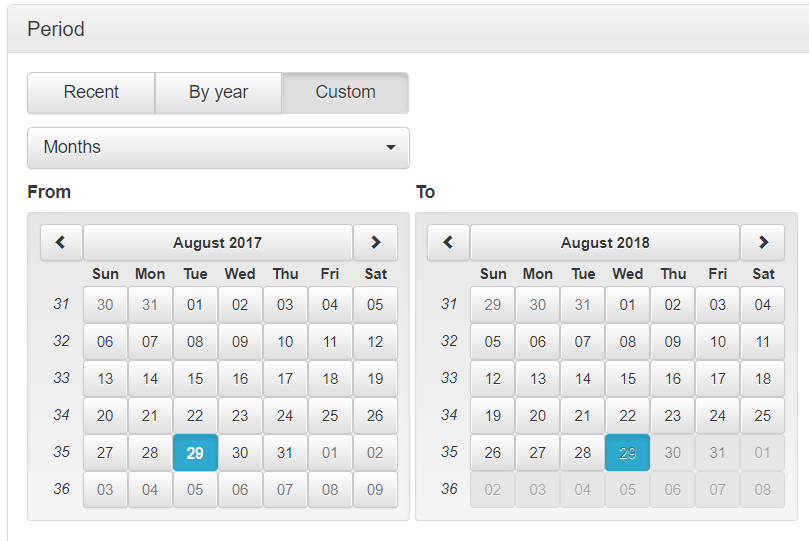 Period
Recent By year Custom
Months
From
August 2017
Sun Mon Tue Wed Thu Fri Sat
31 30 31 01 02 03 04 05
32 06 07 08 09 10 11 12
33 13 14 15 16 17 18 19
34 20 21 22 23 24 25 26
35 27 28 29 30 31 01 02
36 03 04 05 06 07 08 09
To
August 2018
Sun Mon Tue Wed Thu Fri Sat
31 29 30 31 01 02 03 04
32 05 06 07 08 09 10 11
33 12 13 14 15 16 17 18
34 19 20 21 22 23 24 25
35 26 27 28 29 30 31 01
36 02 03 04 05 06 07 08